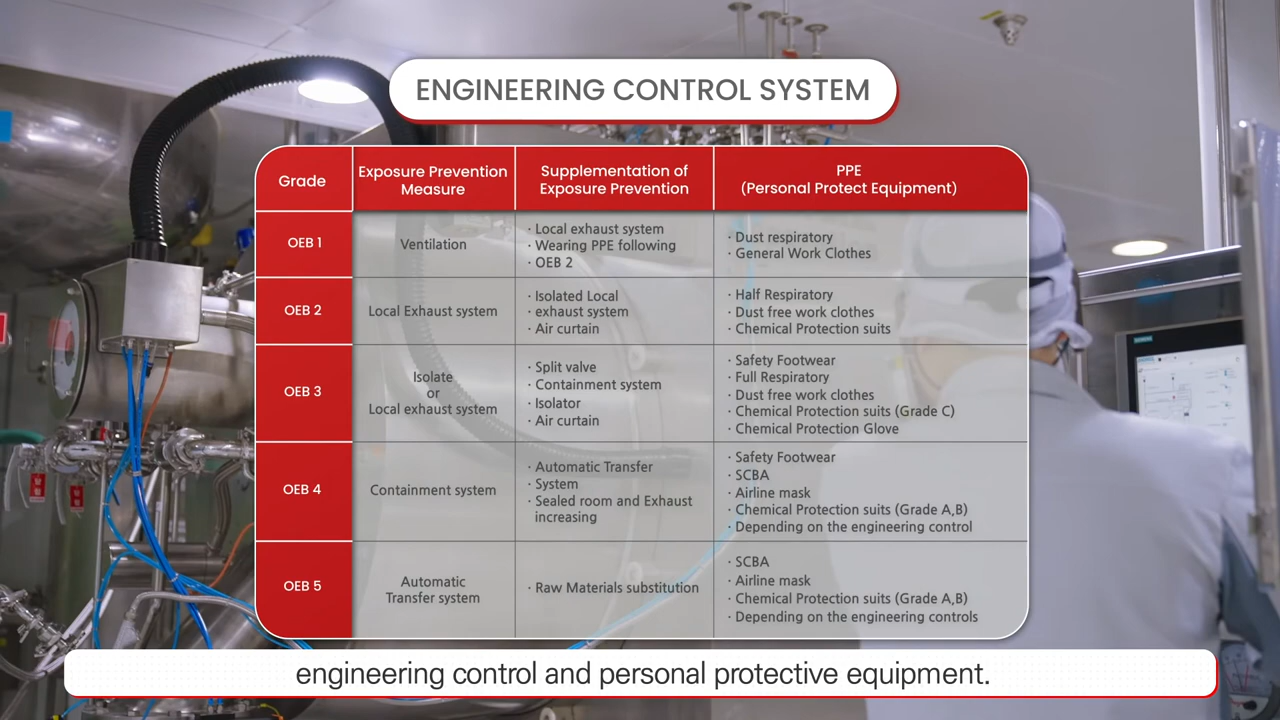 ENGINEERING CONTROL SYSTEM
Grade
Exposure Prevention
Measure
Supplementation of
Exposure Prevention
PPE
(Personal Protect Equipment)
OEB 1
Ventilation
· Local exhaust system
· Wearing PPE following
· OEB 2
· Dust respiratory
· General Work Clothes
OEB 2
Local Exhaust system
· Isolated Local
· exhaust system
· Air curtain
· Half Respiratory
· Dust free work clothes
· Chemical Protection suits
OEB 3
Isolate
or
Local exhaust system
· Split valve
· Containment system
· Isolator
· Air curtain
· Safety Footwear
· Full Respiratory
· Dust free work clothes
· Chemical Protection suits (Grade C)
· Chemical Protection Glove
OEB 4
Containment system
· Automatic Transfer
· System
· Sealed room and Exhaust
increasing
· Safety Footwear
· SCBA
· Airline mask
· Chemical Protection suits (Grade A,B)
· Depending on the engineering control
OEB 5
Automatic
Transfer system
· Raw Materials substitution
· SCBA
· Airline mask
· Chemical Protection suits (Grade A,B)
· Depending on the engineering controls
engineering control and personal protective equipment.